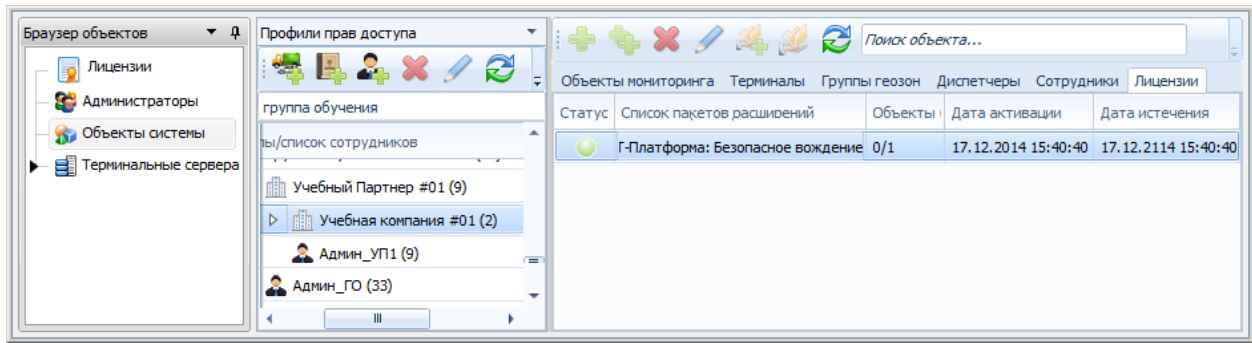 Браузер объектов
Лицензии
Администраторы
Объекты системы
Терминальные сервера
Профили прав доступа
группа обучения
ы/список сотрудников
Учебный Партнер #01 (9)
Учебная компания #01 (2)
Админ_УП1 (9)
Админ_ГО (33)
Поиск объекта...
Объекты мониторинга Терминалы Группы геозон Диспетчеры Сотрудники Лицензии
Статус Список пакетов расширений Объекты Дата активации Дата истечения
Т-Платформа: Безопасное вождение 0/1 17.12.2014 15:40:40 17.12.2114 15:40:40